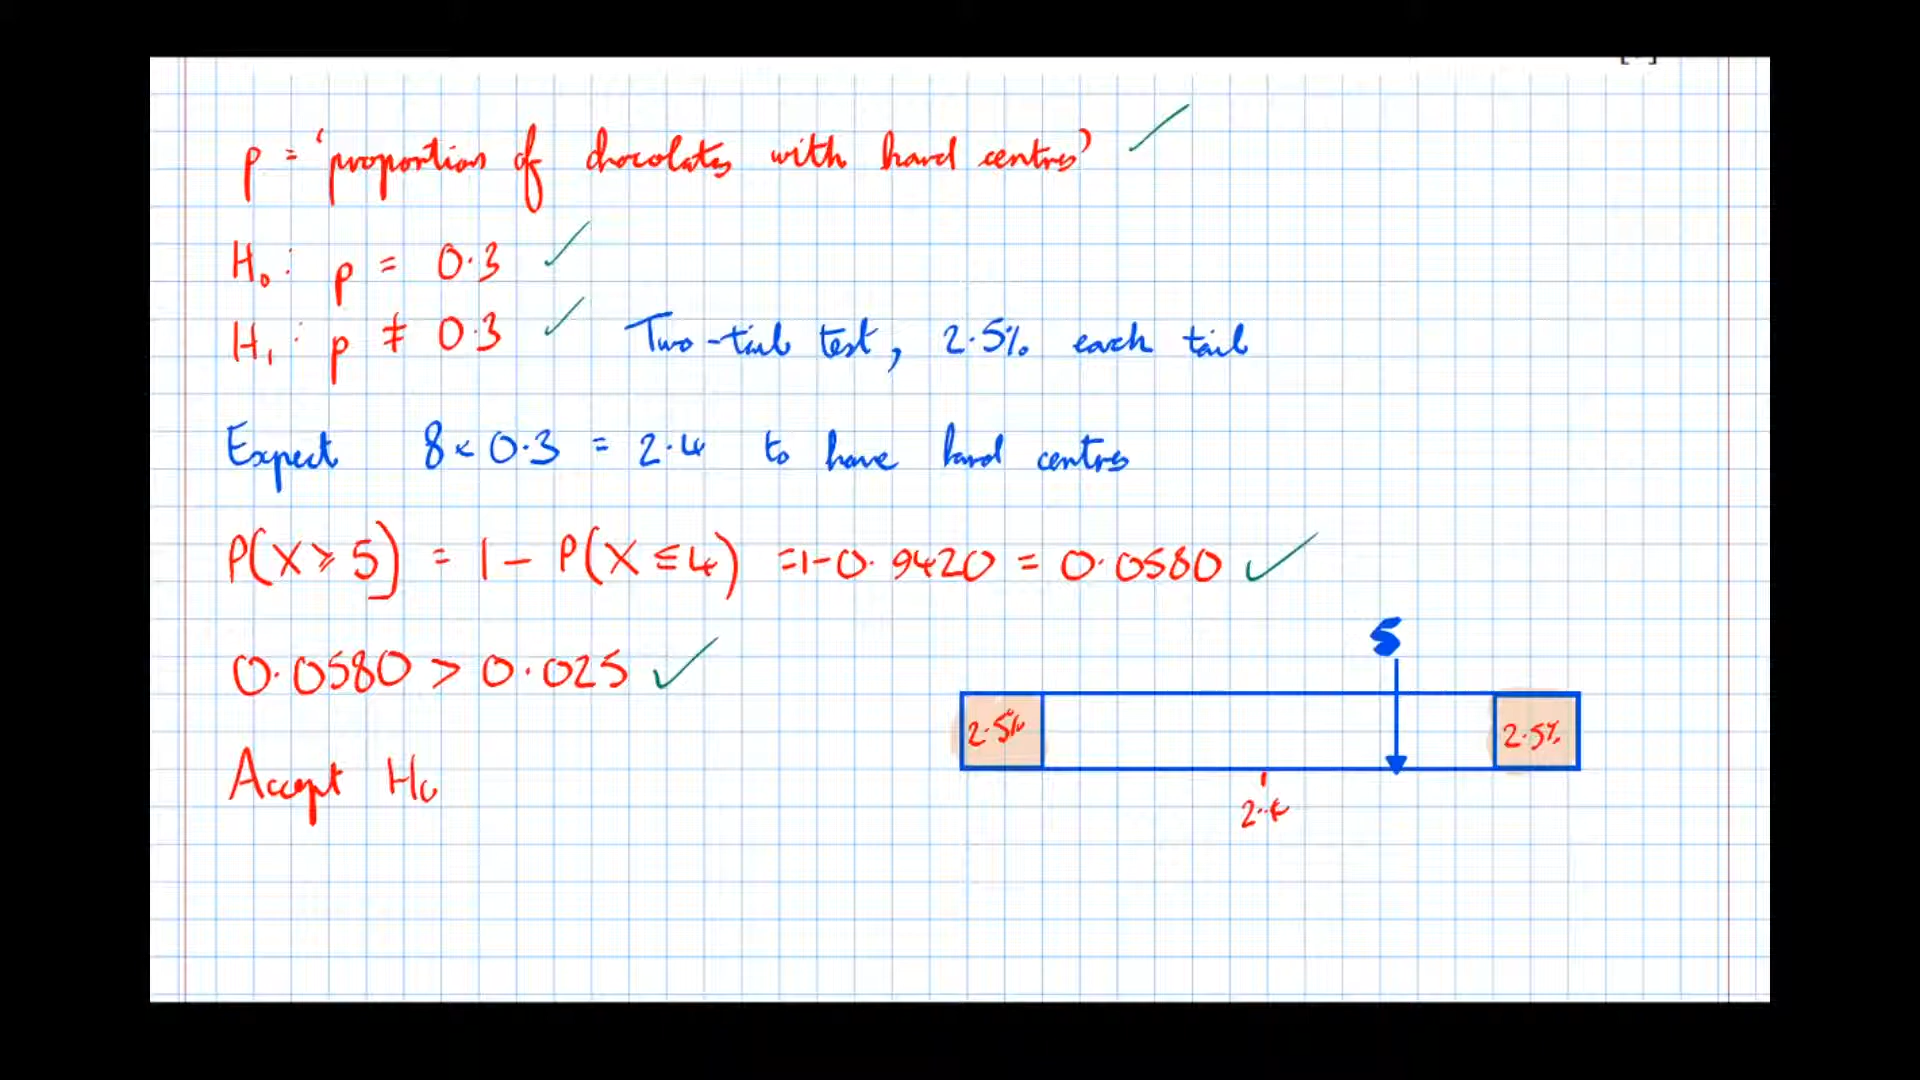 p = 'proportion of chocolates with hard centres'
H₀: p = 0.3
H₁: p ≠ 0.3 Two-tail test, 2.5% each tail
Expect 8 × 0.3 = 2.4 to have hard centres
P(X ≥ 5) = 1 - P(X ≤ 4) = 1 - 0.9420 = 0.0580
5
0.0580 > 0.025
2.5% 2.5%
Accept H₀
2.4